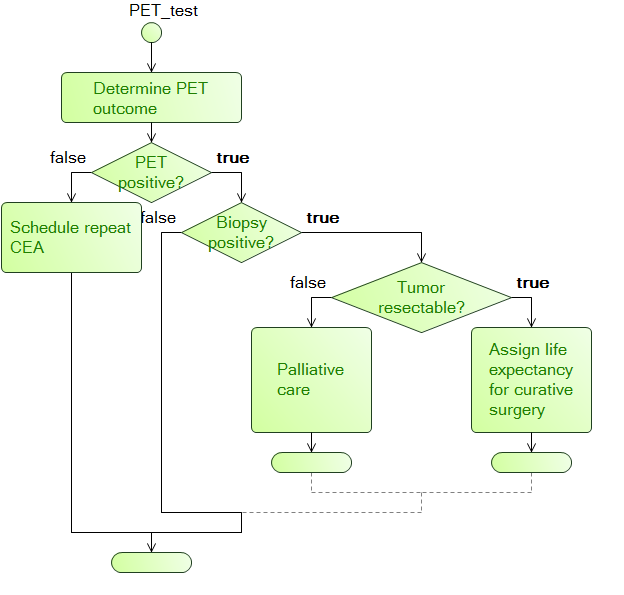 PET_test
Determine PET
outcome
false
true
PET
positive?
Schedule repeat
CEA
false
true
Biopsy
positive?
false
true
Tumor
resectable?
Palliative
care
Assign life
expectancy
for curative
surgery